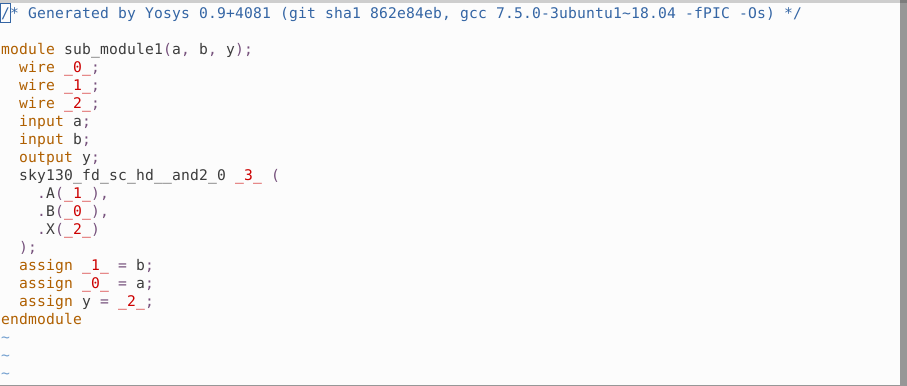 /* Generated by Yosys 0.9+4081 (git sha1 862e84eb, gcc 7.5.0-3ubuntu1~18.04 -fPIC -Os) */
module sub_module1(a, b, y);
  wire _0_;
  wire _1_;
  wire _2_;
  input a;
  input b;
  output y;
  sky130_fd_sc_hd__and2_0 _3_ (
    .A(_1_),
    .B(_0_),
    .X(_2_)
  );
  assign _1_ = b;
  assign _0_ = a;
  assign y = _2_;
endmodule
~
~
~